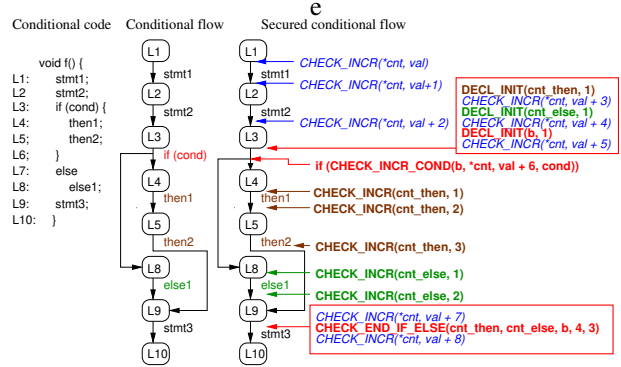 e
Conditional code
void f() {
L1: stmt1;
L2 stmt2;
L3: if (cond) {
L4: then1;
L5; then2;
L6; }
L7: else
L8: else1;
L9: stmt3;
L10: }
Conditional flow
L1
stmt1
L2
stmt2
L3
if (cond)
L4
then1
L5
then2
L8
else1
L9
stmt3
L10
Secured conditional flow
L1
CHECK_INCR(*cnt, val)
stmt1
CHECK_INCR(*cnt, val+1)
L2
stmt2
CHECK_INCR(*cnt, val + 2)
L3
DECL_INIT(cnt_then, 1)
CHECK_INCR(*cnt, val + 3)
DECL_INIT(cnt_else, 1)
CHECK_INCR(*cnt, val + 4)
DECL_INIT(b, 1)
CHECK_INCR(*cnt, val + 5)
if (CHECK_INCR_COND(b, *cnt, val + 6, cond))
L4
CHECK_INCR(cnt_then, 1)
then1
CHECK_INCR(cnt_then, 2)
L5
then2
CHECK_INCR(cnt_then, 3)
L8
CHECK_INCR(cnt_else, 1)
else1
CHECK_INCR(cnt_else, 2)
L9
CHECK_INCR(*cnt, val + 7)
CHECK_END_IF_ELSE(cnt_then, cnt_else, b, 4, 3)
CHECK_INCR(*cnt, val + 8)
stmt3
L10